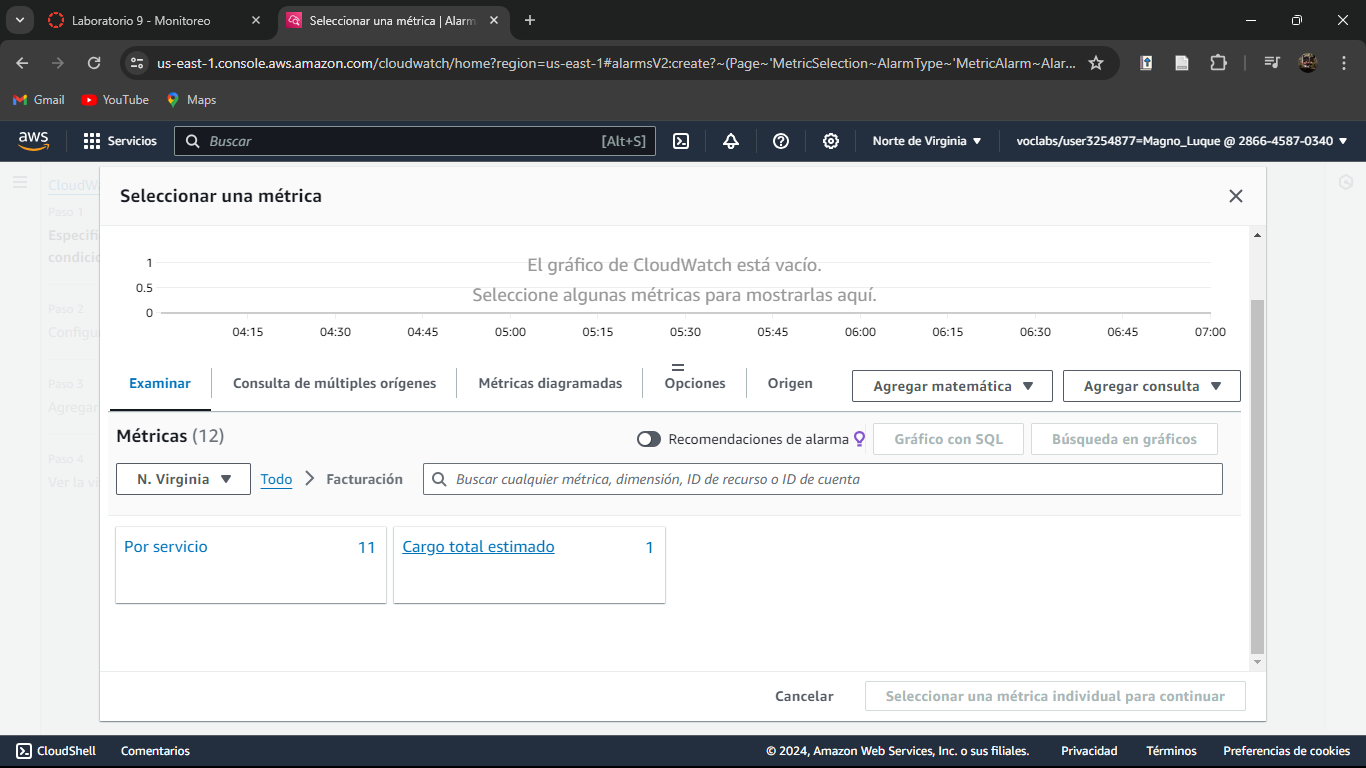 Laboratorio 9 - Monitoreo
Seleccionar una métrica | Alarm
us-east-1.console.aws.amazon.com/cloudwatch/home?region=us-east-1#alarmsV2:create?~(Page~'MetricSelection~AlarmType~'MetricAlarm~Alar...
Gmail YouTube Maps
aws Servicios Buscar [Alt+S] Norte de Virginia voclabs/user3254877=Magno_Luque @ 2866-4587-0340
CloudWa
Paso 1
Especifi
condicio
Paso 2
Configu
Paso 3
Agregar
Paso 4
Ver la vi
Seleccionar una métrica
1
0.5
0
El gráfico de CloudWatch está vacío.
Seleccione algunas métricas para mostrarlas aquí.
04:15 04:30 04:45 05:00 05:15 05:30 05:45 06:00 06:15 06:30 06:45 07:00
Examinar Consulta de múltiples orígenes Métricas diagramadas Opciones Origen Agregar matemática Agregar consulta
Métricas (12) Recomendaciones de alarma Gráfico con SQL Búsqueda en gráficos
N. Virginia Todo Facturación Buscar cualquier métrica, dimensión, ID de recurso o ID de cuenta
Por servicio 11 Cargo total estimado 1
Cancelar Seleccionar una métrica individual para continuar
CloudShell Comentarios © 2024, Amazon Web Services, Inc. o sus filiales. Privacidad Términos Preferencias de cookies